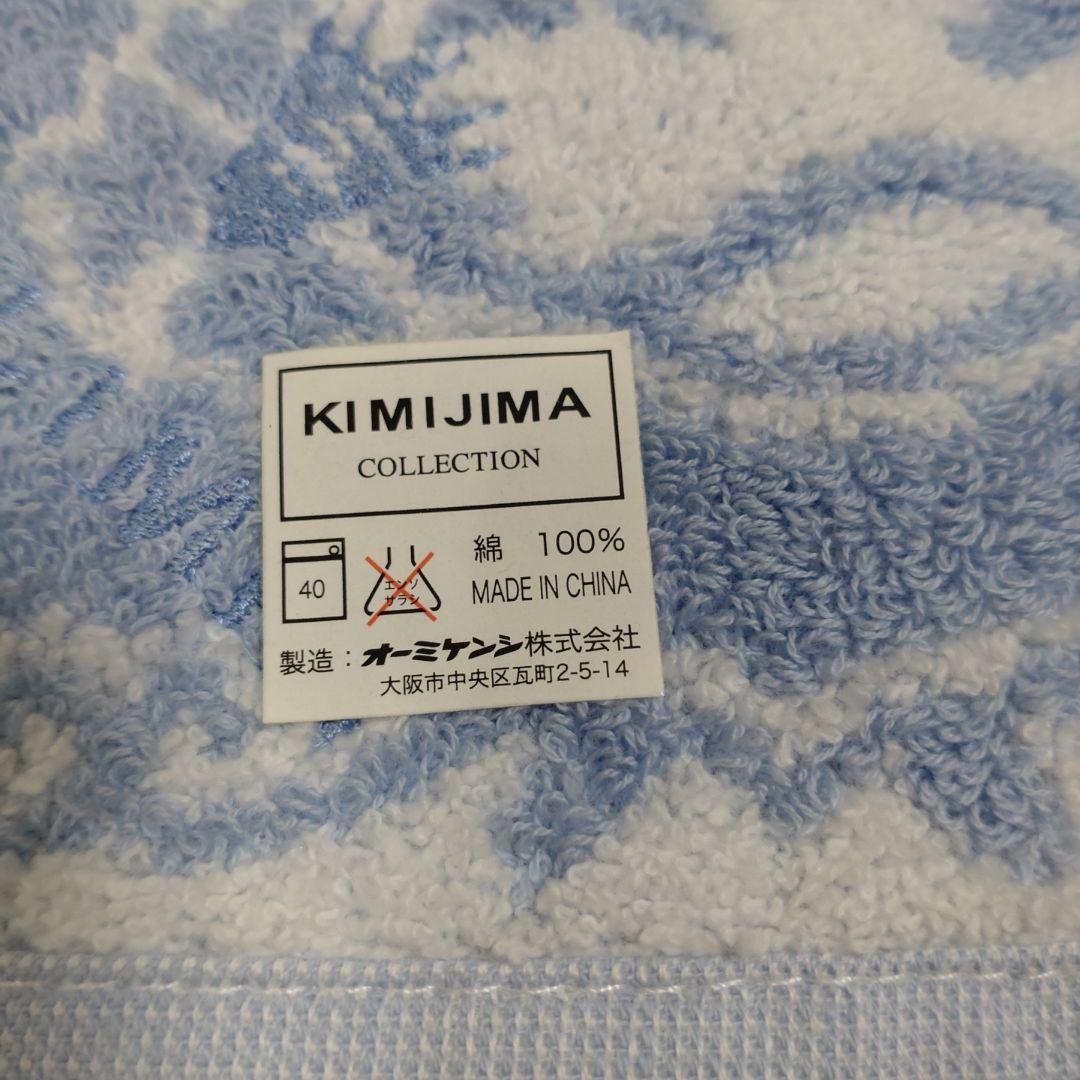 KIMIJIMA
COLLECTION
40
エンソ
サラシ
綿 100%
MADE IN CHINA
製造：オーミケンシ株式会社
大阪市中央区瓦町2-5-14